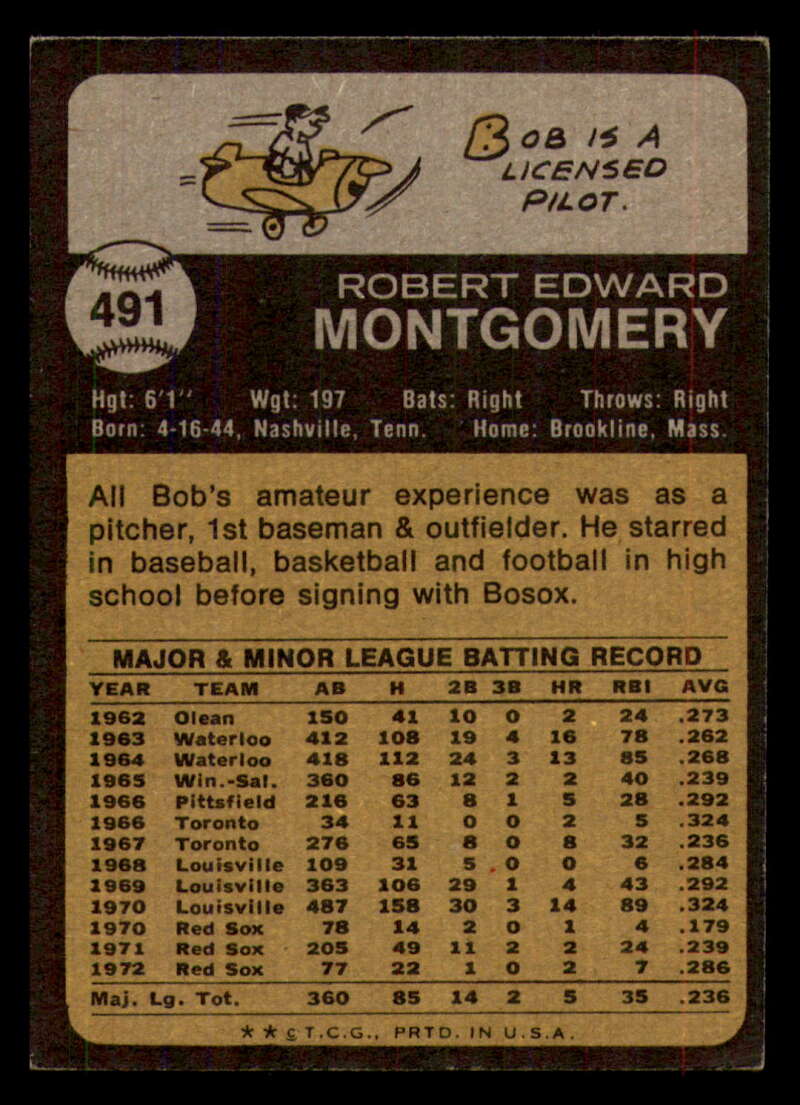 BOB IS A
LICENSED
PILOT.
491
ROBERT EDWARD
MONTGOMERY
Hgt: 6'1" Wgt: 197 Bats: Right Throws: Right
Born: 4-16-44, Nashville, Tenn. Home: Brookline, Mass.
All Bob's amateur experience was as a
pitcher, 1st baseman & outfielder. He starred
in baseball, basketball and football in high
school before signing with Bosox.
MAJOR & MINOR LEAGUE BATTING RECORD
YEAR TEAM AB H 2B 3B HR RBI AVG
1962 Olean 150 41 10 0 2 24 .273
1963 Waterloo 412 108 19 4 16 78 .262
1964 Waterloo 418 112 24 3 13 85 .268
1965 Win.-Sal. 360 86 12 2 2 40 .239
1966 Pittsfield 216 63 8 1 5 28 .292
1966 Toronto 34 11 0 0 2 5 .324
1967 Toronto 276 65 8 0 8 32 .236
1968 Louisville 109 31 5 0 0 6 .284
1969 Louisville 363 106 29 1 4 43 .292
1970 Louisville 487 158 30 3 14 89 .324
1970 Red Sox 78 14 2 0 1 4 .179
1971 Red Sox 205 49 11 2 2 24 .239
1972 Red Sox 77 22 1 0 2 7 .286
Maj. Lg. Tot. 360 85 14 2 5 35 .236
** © T.C.G., PRTD. IN U.S.A.